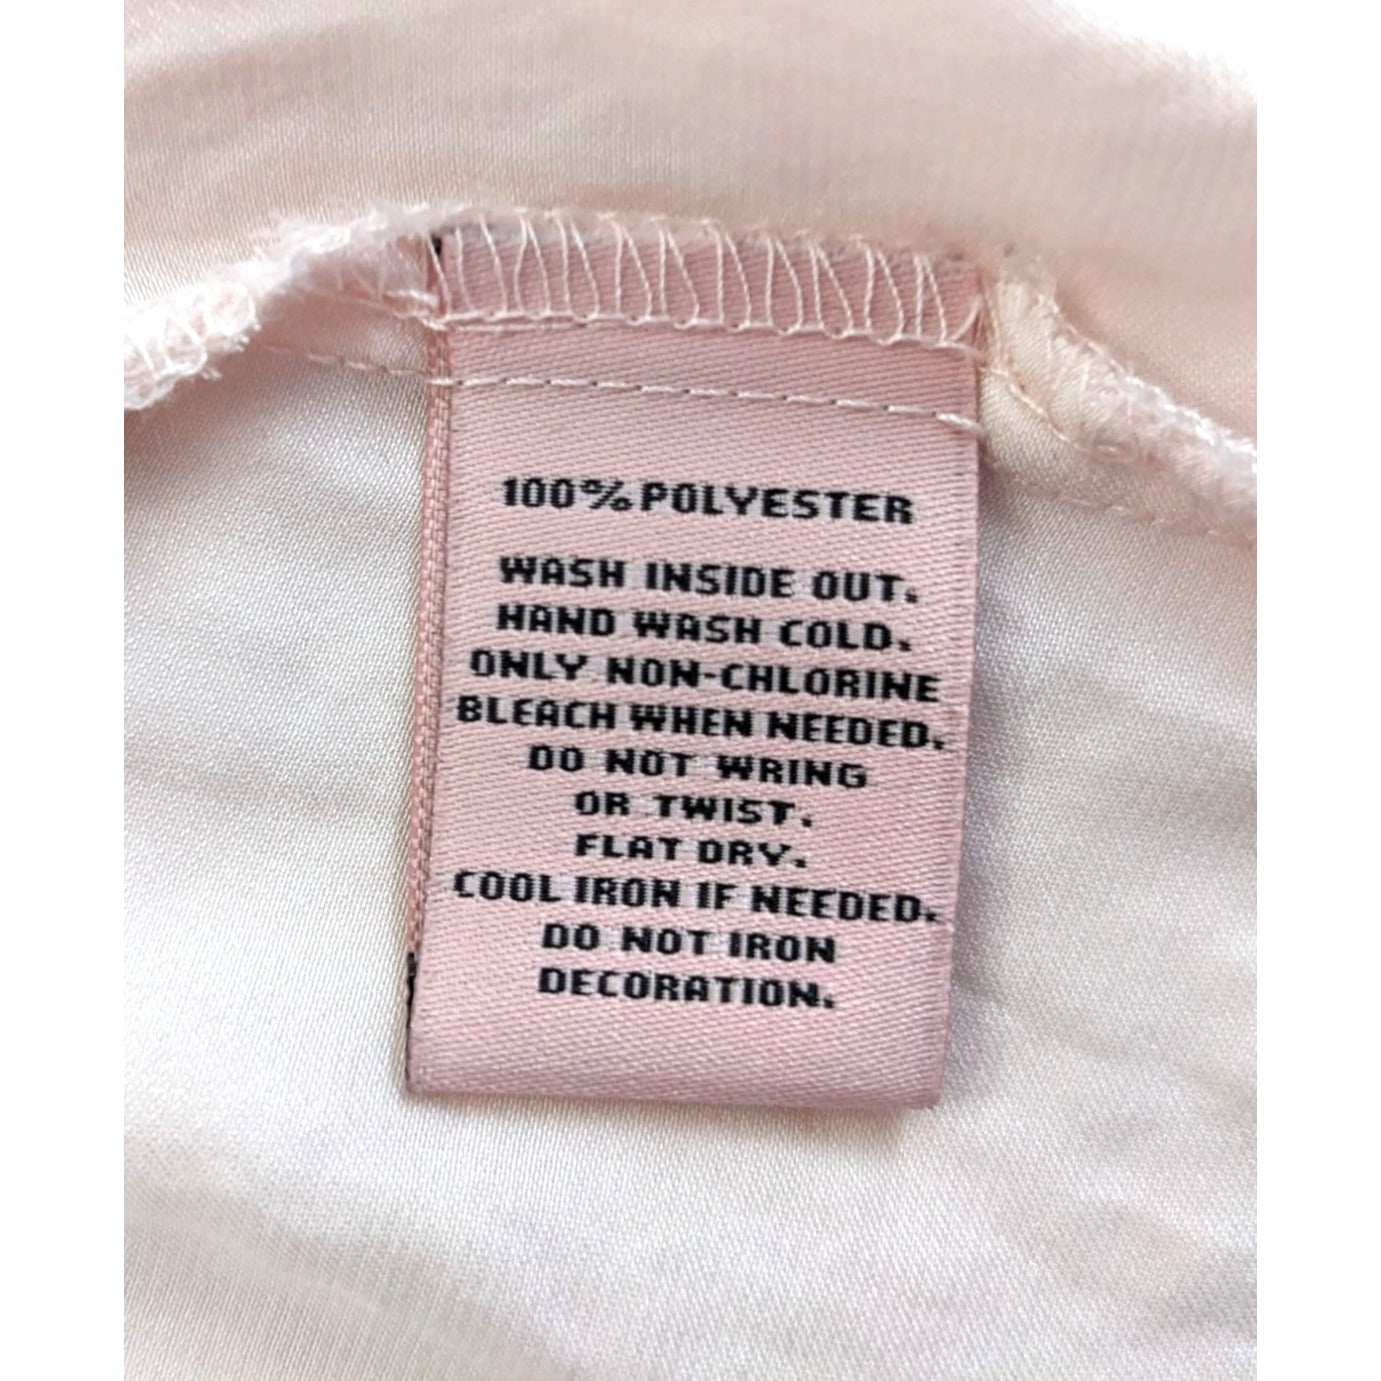 100% POLYESTER
WASH INSIDE OUT.
HAND WASH COLD.
ONLY NON-CHLORINE
BLEACH WHEN NEEDED.
DO NOT WRING
OR TWIST.
FLAT DRY.
COOL IRON IF NEEDED.
DO NOT IRON
DECORATION.